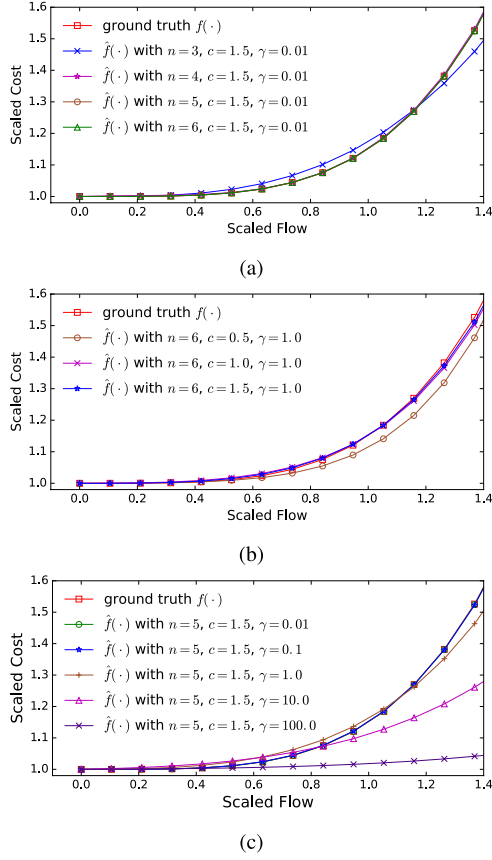 1.6
1.5
1.4
1.3
1.2
1.1
1.0
Scaled Cost
ground truth f(·)
f̂(·) with n=3, c=1.5, γ=0.01
f̂(·) with n=4, c=1.5, γ=0.01
f̂(·) with n=5, c=1.5, γ=0.01
f̂(·) with n=6, c=1.5, γ=0.01
0.0 0.2 0.4 0.6 0.8 1.0 1.2 1.4
Scaled Flow
(a)
1.6
1.5
1.4
1.3
1.2
1.1
1.0
Scaled Cost
ground truth f(·)
f̂(·) with n=6, c=0.5, γ=1.0
f̂(·) with n=6, c=1.0, γ=1.0
f̂(·) with n=6, c=1.5, γ=1.0
0.0 0.2 0.4 0.6 0.8 1.0 1.2 1.4
Scaled Flow
(b)
1.6
1.5
1.4
1.3
1.2
1.1
1.0
Scaled Cost
ground truth f(·)
f̂(·) with n=5, c=1.5, γ=0.01
f̂(·) with n=5, c=1.5, γ=0.1
f̂(·) with n=5, c=1.5, γ=1.0
f̂(·) with n=5, c=1.5, γ=10.0
f̂(·) with n=5, c=1.5, γ=100.0
0.0 0.2 0.4 0.6 0.8 1.0 1.2 1.4
Scaled Flow
(c)